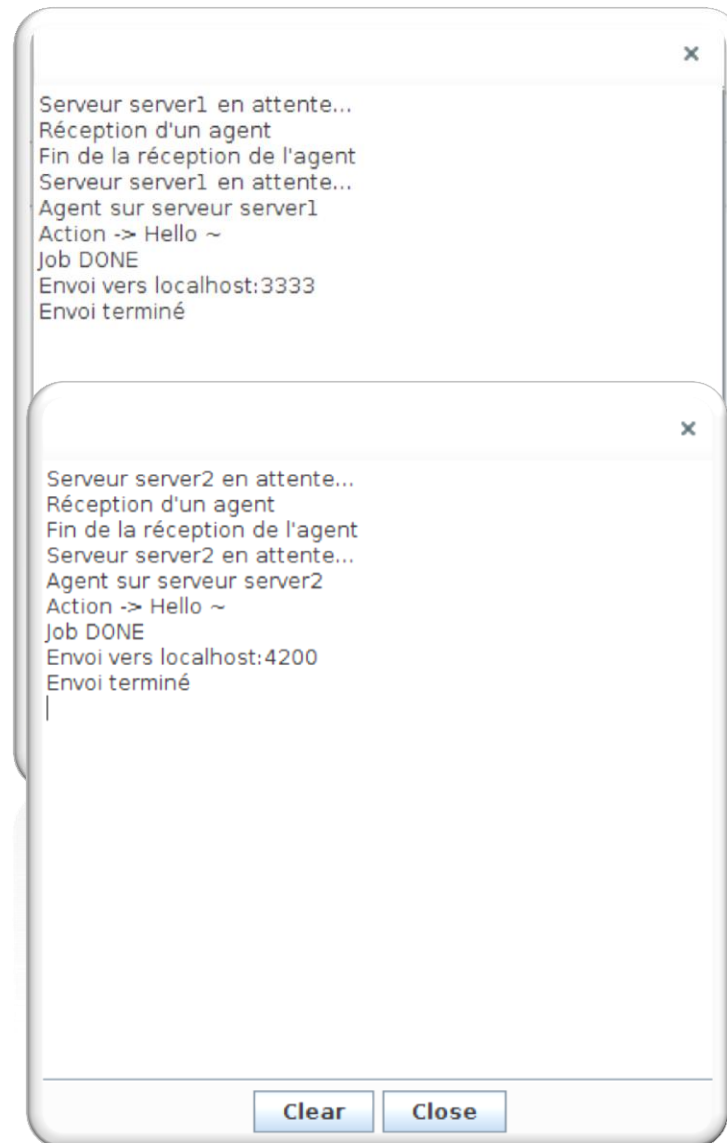 Serveur server1 en attente...
Réception d'un agent
Fin de la réception de l'agent
Serveur server1 en attente...
Agent sur serveur server1
Action -> Hello ~
Job DONE
Envoi vers localhost:3333
Envoi terminé
Serveur server2 en attente...
Réception d'un agent
Fin de la réception de l'agent
Serveur server2 en attente...
Agent sur serveur server2
Action -> Hello ~
Job DONE
Envoi vers localhost:4200
Envoi terminé
Clear Close